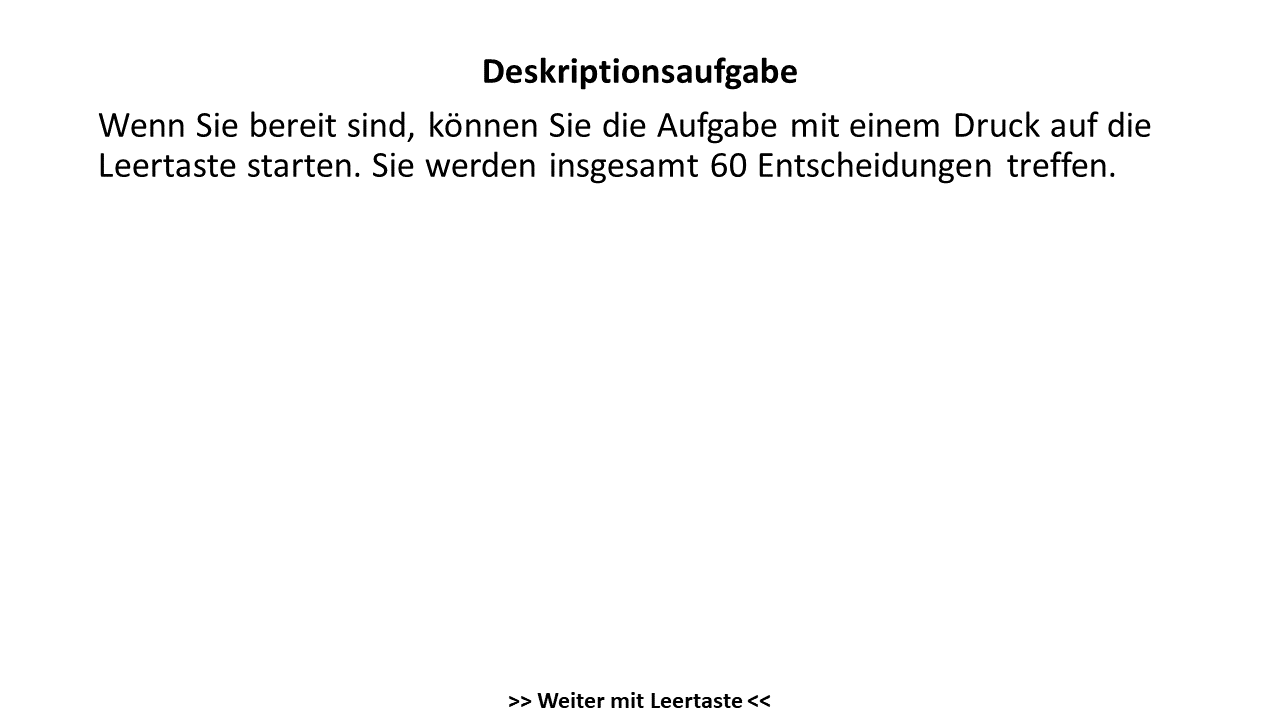 Deskriptionsaufgabe
Wenn Sie bereit sind, können Sie die Aufgabe mit einem Druck auf die
Leertaste starten. Sie werden insgesamt 60 Entscheidungen treffen.
>> Weiter mit Leertaste <<